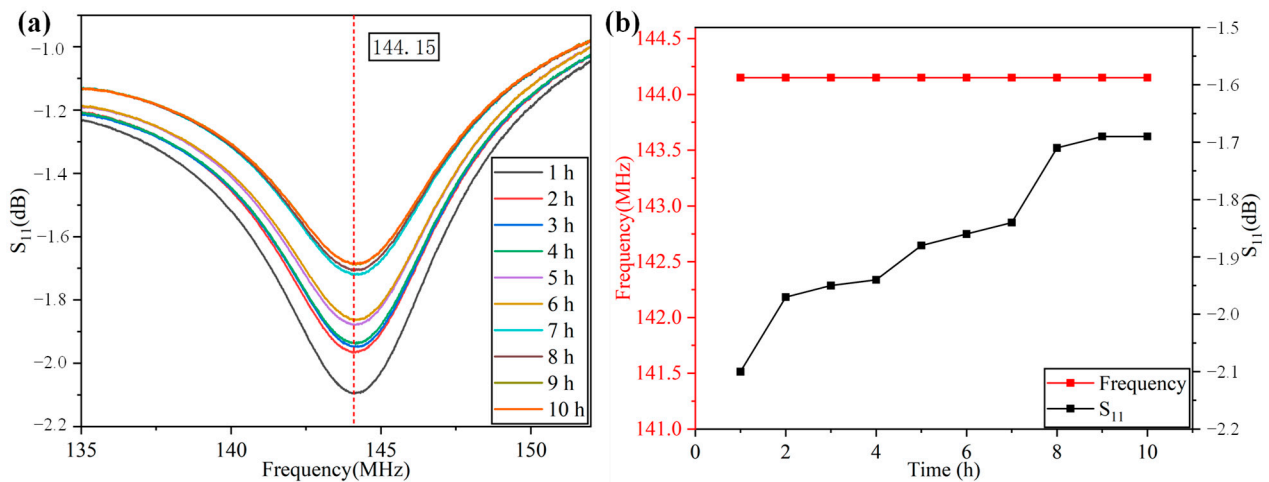 (a)
−1.0
−1.2
−1.4
−1.6
−1.8
−2.0
−2.2
S11(dB)
144. 15
1 h
2 h
3 h
4 h
5 h
6 h
7 h
8 h
9 h
10 h
135
140
145
150
Frequency(MHz)
(b)
144.5
144.0
143.5
143.0
142.5
142.0
141.5
141.0
Frequency(MHz)
−1.5
−1.6
−1.7
−1.8
−1.9
−2.0
−2.1
−2.2
S11(dB)
Frequency
S11
0
2
4
6
8
10
Time (h)